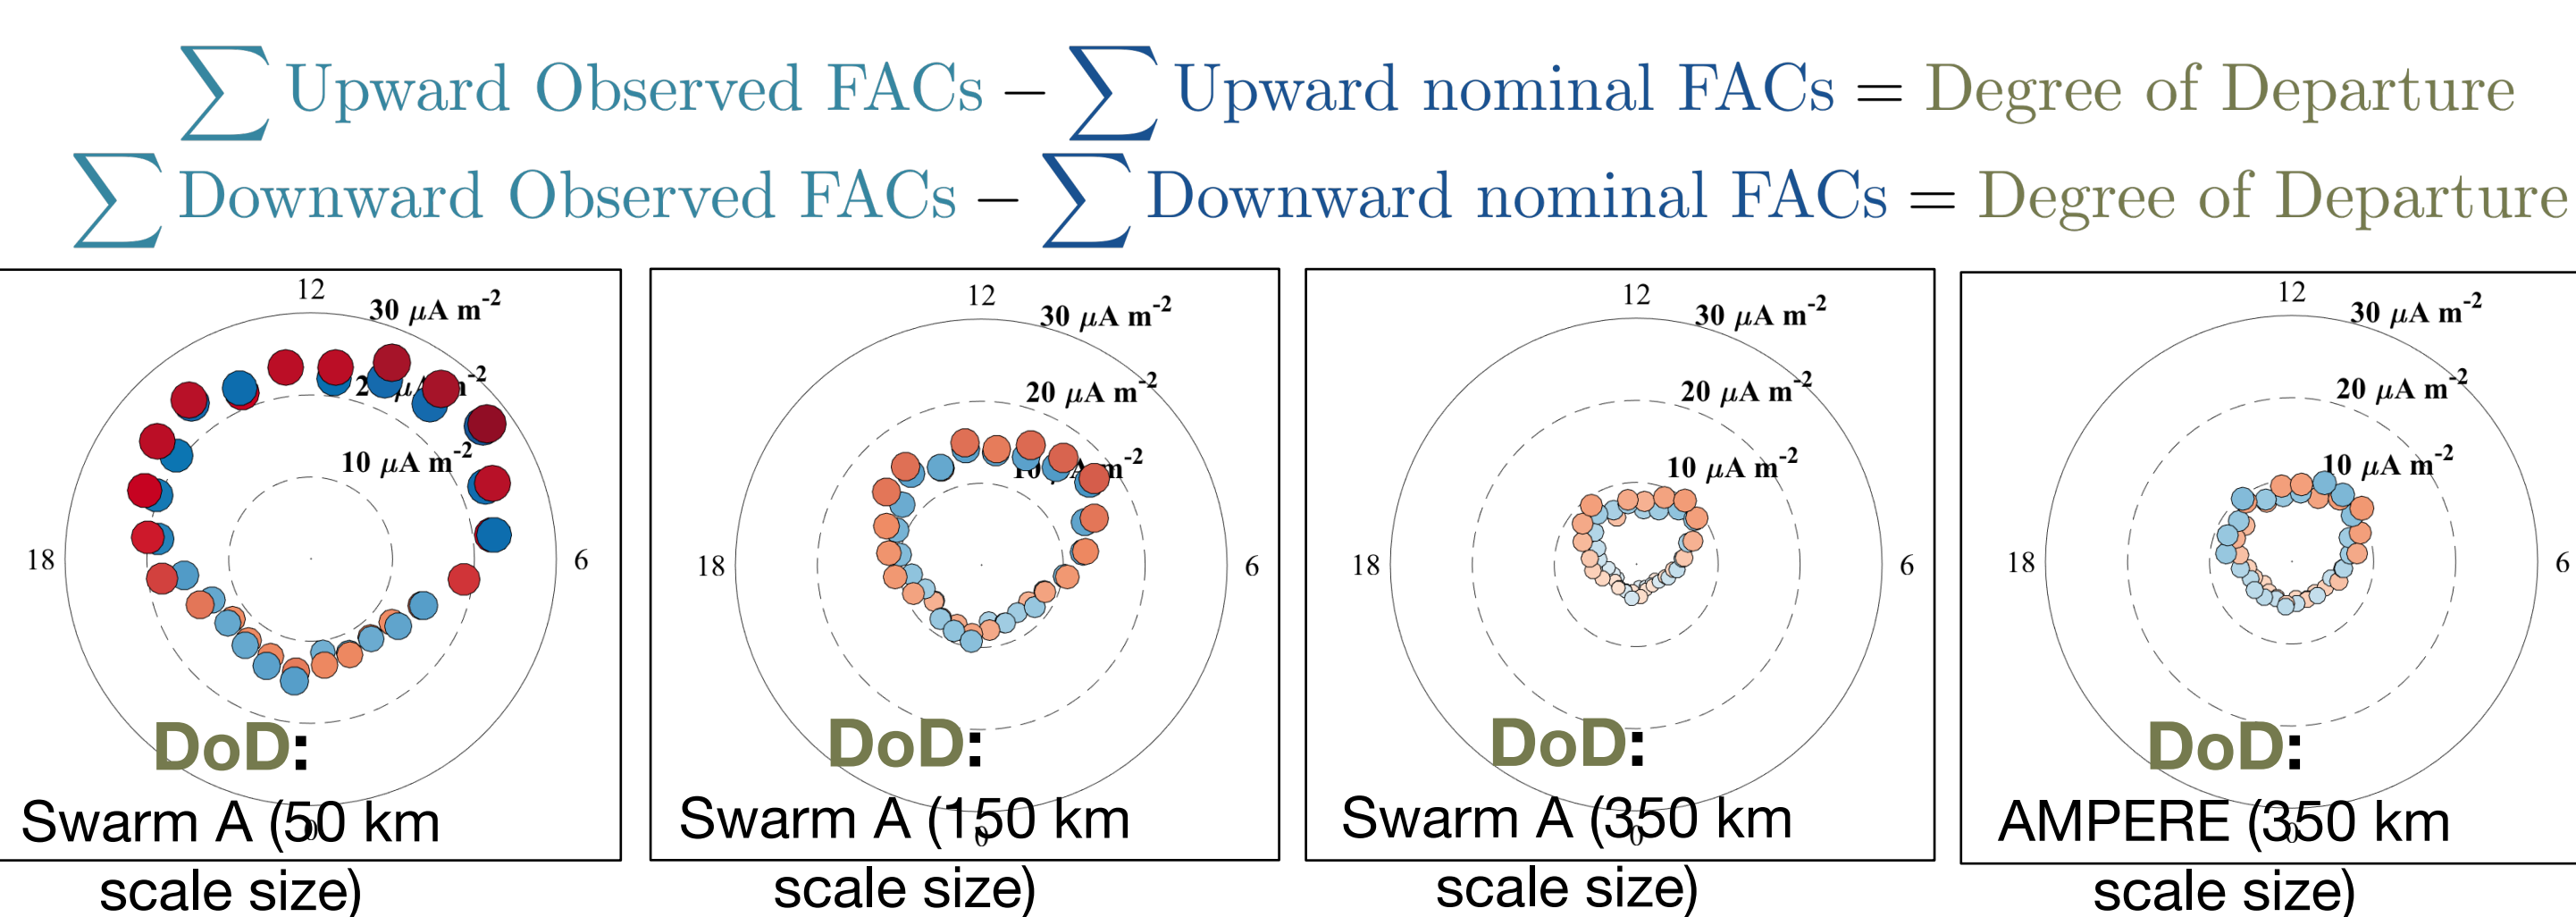 ∑ Upward Observed FACs − ∑ Upward nominal FACs = Degree of Departure
∑ Downward Observed FACs − ∑ Downward nominal FACs = Degree of Departure
12
30 μA m⁻²
10 μA m⁻²
18
6
DoD:
0
Swarm A (50 km
scale size)
12
30 μA m⁻²
20 μA m⁻²
18
6
DoD:
0
Swarm A (150 km
scale size)
12
30 μA m⁻²
20 μA m⁻²
10 μA m⁻²
18
6
DoD:
0
Swarm A (350 km
scale size)
12
30 μA m⁻²
20 μA m⁻²
10 μA m⁻²
18
6
DoD:
0
AMPERE (350 km
scale size)